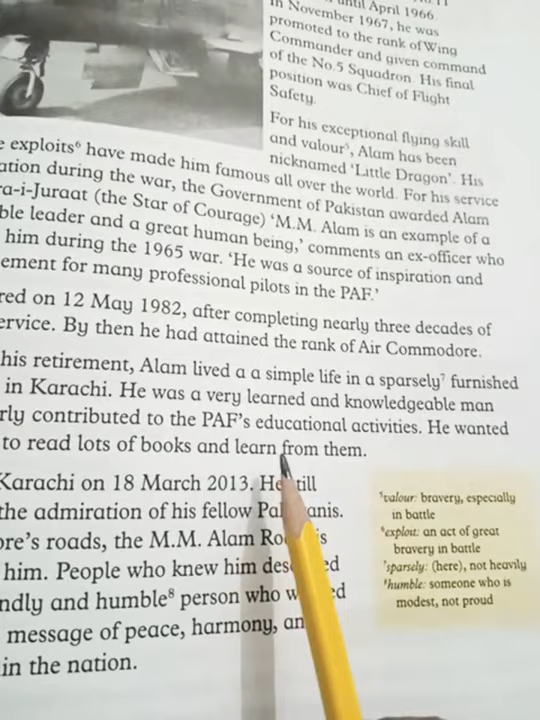 until April 1966.
In November 1967, he was
promoted to the rank of Wing
Commander and given command
of the No.5 Squadron. His final
position was Chief of Flight
Safety.
For his exceptional flying skill
and valour⁵, Alam has been
nicknamed 'Little Dragon'. His
exploits⁶ have made him famous all over the world. For his service
during the war, the Government of Pakistan awarded Alam
ra-i-Juraat (the Star of Courage) 'M.M. Alam is an example of a
ble leader and a great human being,' comments an ex-officer who
him during the 1965 war. 'He was a source of inspiration and
ement for many professional pilots in the PAF.'
red on 12 May 1982, after completing nearly three decades of
ervice. By then he had attained the rank of Air Commodore.
his retirement, Alam lived a a simple life in a sparsely⁷ furnished
in Karachi. He was a very learned and knowledgeable man
rly contributed to the PAF's educational activities. He wanted
to read lots of books and learn from them.
Karachi on 18 March 2013. He
the admiration of his fellow
ore's roads, the M.M. Alam
him. People who knew him
ndly and humble⁸ person who
message of peace, harmony,
in the nation.
⁵valour: bravery, especially
in battle
⁶exploit: an act of great
bravery in battle
⁷sparsely: (here), not heavily
⁸humble: someone who is
modest, not proud